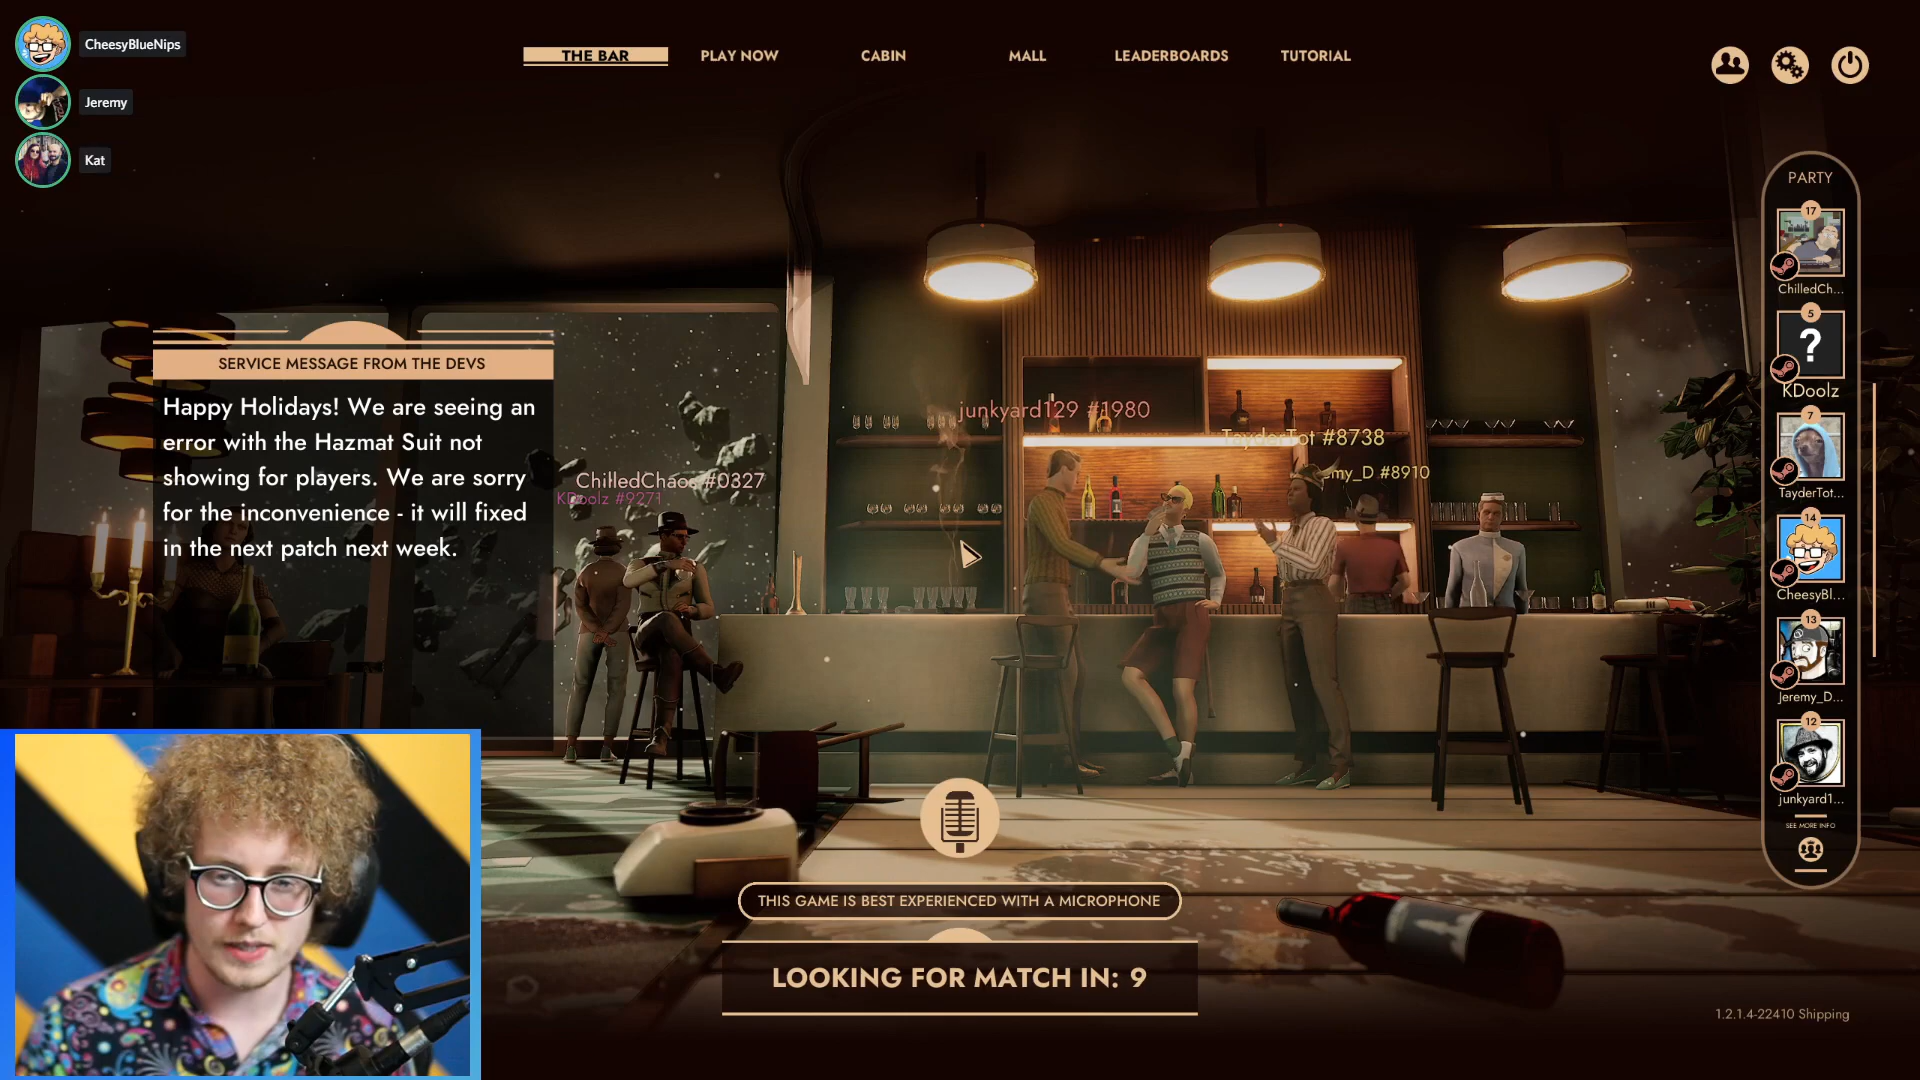 CheesyBlueNips
Jeremy
Kat
THE BAR
PLAY NOW
CABIN
MALL
LEADERBOARDS
TUTORIAL
PARTY
17
ChilledCh...
5
?
KDoolz
7
TayderTot...
14
CheesyBl...
13
Jeremy_D...
12
junkyard1...
SEE MORE INFO
SERVICE MESSAGE FROM THE DEVS
Happy Holidays! We are seeing an
error with the Hazmat Suit not
showing for players. We are sorry
for the inconvenience - it will fixed
in the next patch next week.
junkyard129 #1980
TayderTot #8738
emy_D #8910
ChilledChaos #0327
KDoolz #9271
THIS GAME IS BEST EXPERIENCED WITH A MICROPHONE
LOOKING FOR MATCH IN: 9
1.2.1.4-22410 Shipping